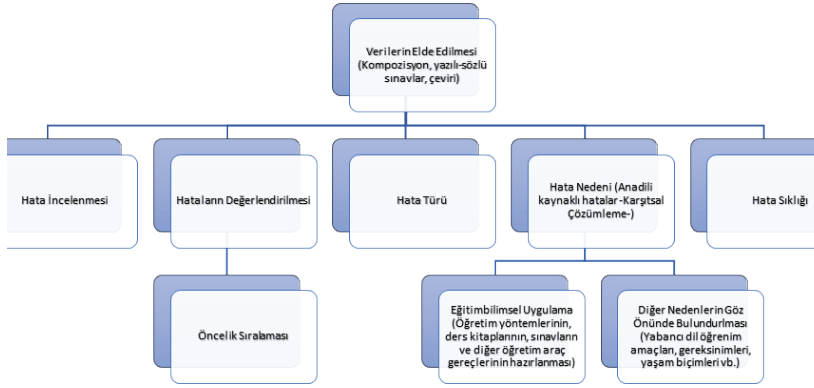 Verilerin Elde Edilmesi
(Kompozisyon, yazılı-sözlü
sınavlar, çeviri)
Hata İncelenmesi
Hataların Değerlendirilmesi
Hata Türü
Hata Nedeni (Anadili
kaynaklı hatalar -Karşıtsal
Çözümleme-)
Hata Sıklığı
Öncelik Sıralaması
Eğitimbilimsel Uygulama
(Öğretim yöntemlerinin,
ders kitaplarının, sınavların
ve diğer öğretim araç
gereçlerinin hazırlanması)
Diğer Nedenlerin Göz
Önünde Bulundurlması
(Yabancı dil öğrenim
amaçları, gereksinimleri,
yaşam biçimleri vb.)